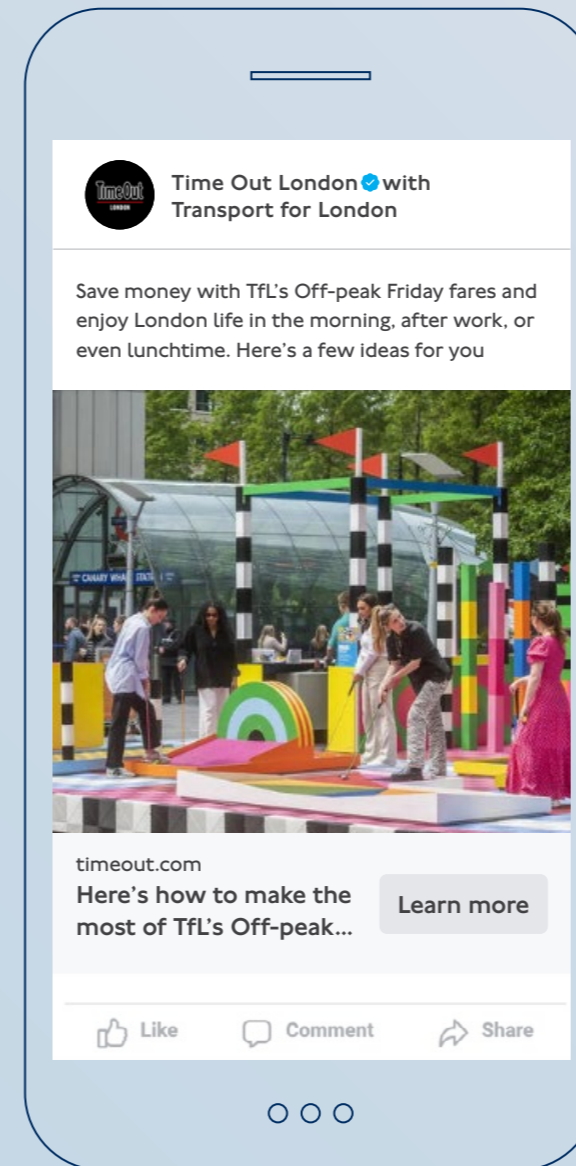 TimeOut
LONDON
Time Out London with
Transport for London
Save money with TfL's Off-peak Friday fares and
enjoy London life in the morning, after work, or
even lunchtime. Here's a few ideas for you
CANARY WHARF STATION
timeout.com
Here's how to make the
most of TfL's Off-peak...
Learn more
Like Comment Share